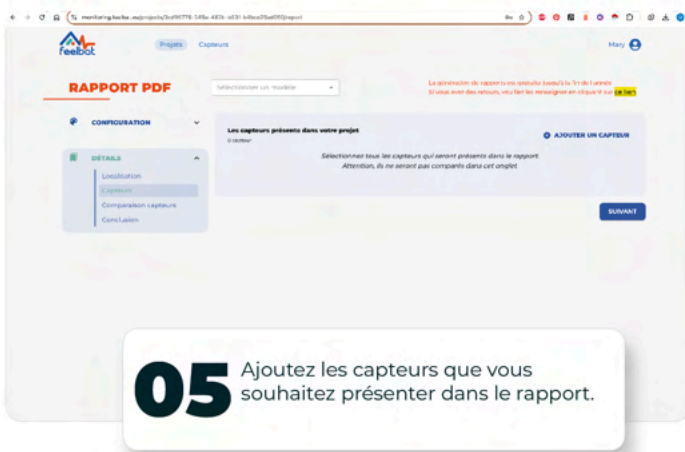 feelbat
Projets Capteurs Mary
RAPPORT PDF
Sélectionner un modèle
La génération de rapports est gratuite jusqu'à la fin de l'année
Si vous avez des retours, veuillez les renseigner en cliquant sur ce lien
CONFIGURATION
Les capteurs présents dans votre projet
0 capteur
AJOUTER UN CAPTEUR
Sélectionnez tous les capteurs qui seront présents dans le rapport.
Attention, ils ne seront pas comparés dans cet onglet.
DÉTAILS
Localisation
Capteurs
Comparaison capteurs
Conclusion
SUIVANT
05 Ajoutez les capteurs que vous
souhaitez présenter dans le rapport.